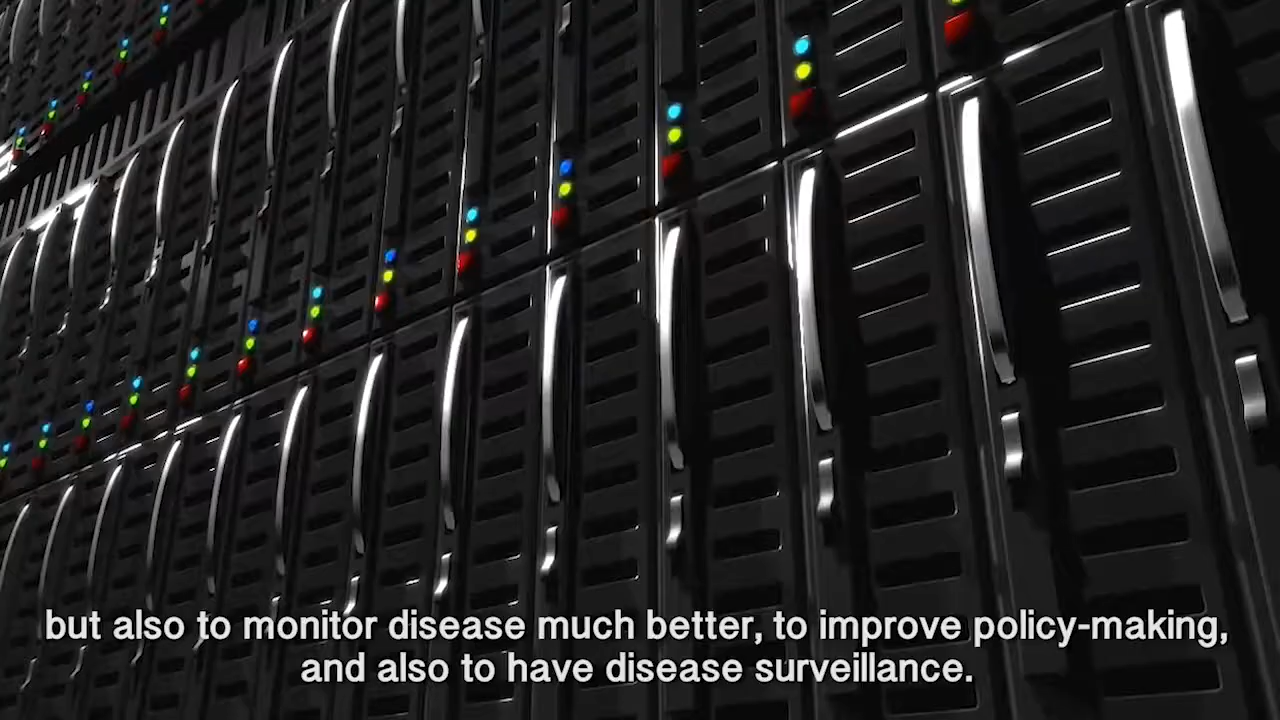 but also to monitor disease much better, to improve policy-making,
and also to have disease surveillance.